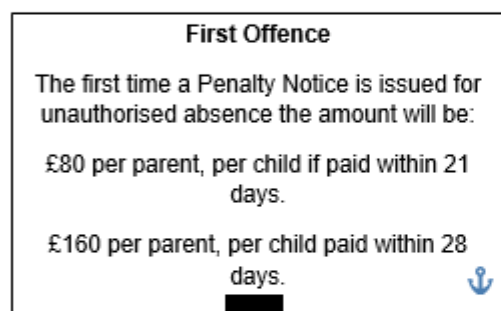 First Offence
The first time a Penalty Notice is issued for
unauthorised absence the amount will be:
£80 per parent, per child if paid within 21
days.
£160 per parent, per child paid within 28
days.